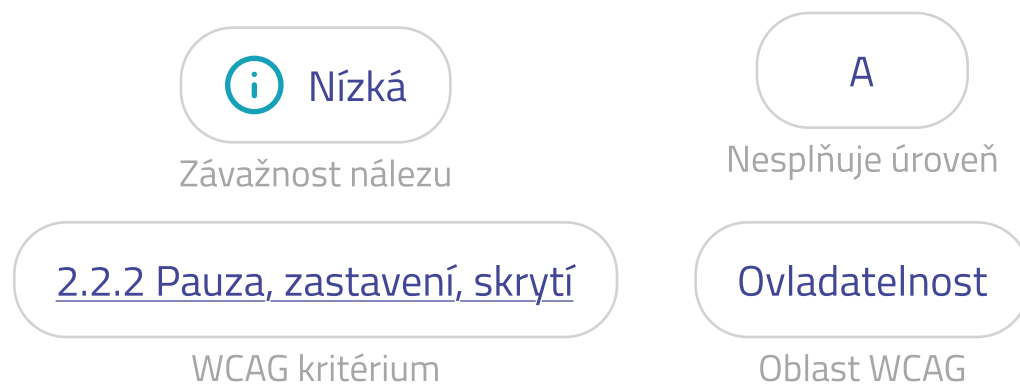 Nízká
A
Závažnost nálezu
Nesplňuje úroveň
2.2.2 Pauza, zastavení, skrytí
Ovladatelnost
WCAG kritérium
Oblast WCAG